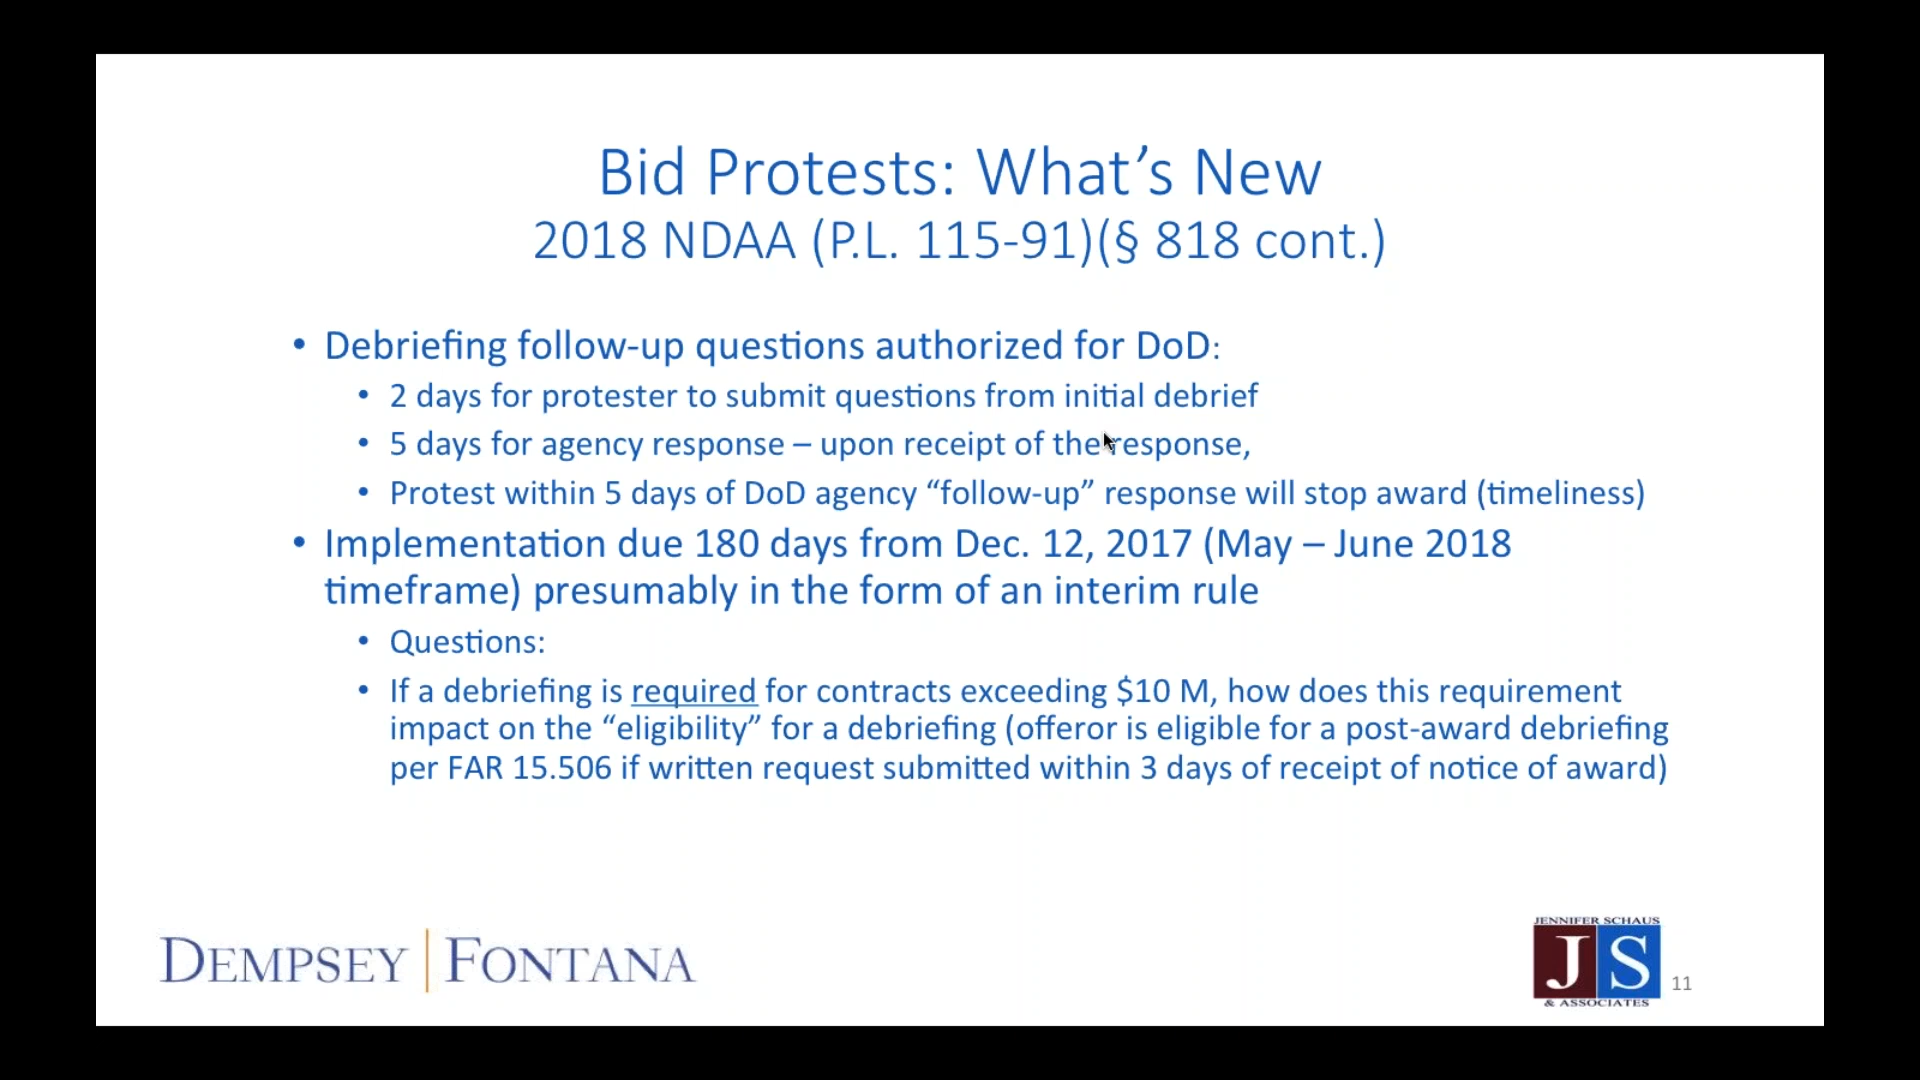 Bid Protests: What’s New
2018 NDAA (P.L. 115-91)(§ 818 cont.)
• Debriefing follow-up questions authorized for DoD:
• 2 days for protester to submit questions from initial debrief
• 5 days for agency response – upon receipt of the response,
• Protest within 5 days of DoD agency “follow-up” response will stop award (timeliness)
• Implementation due 180 days from Dec. 12, 2017 (May – June 2018
timeframe) presumably in the form of an interim rule
• Questions:
• If a debriefing is required for contracts exceeding $10 M, how does this requirement
impact on the “eligibility” for a debriefing (offeror is eligible for a post-award debriefing
per FAR 15.506 if written request submitted within 3 days of receipt of notice of award)
DEMPSEY | FONTANA
JENNIFER SCHAUS
JS
& ASSOCIATES
11